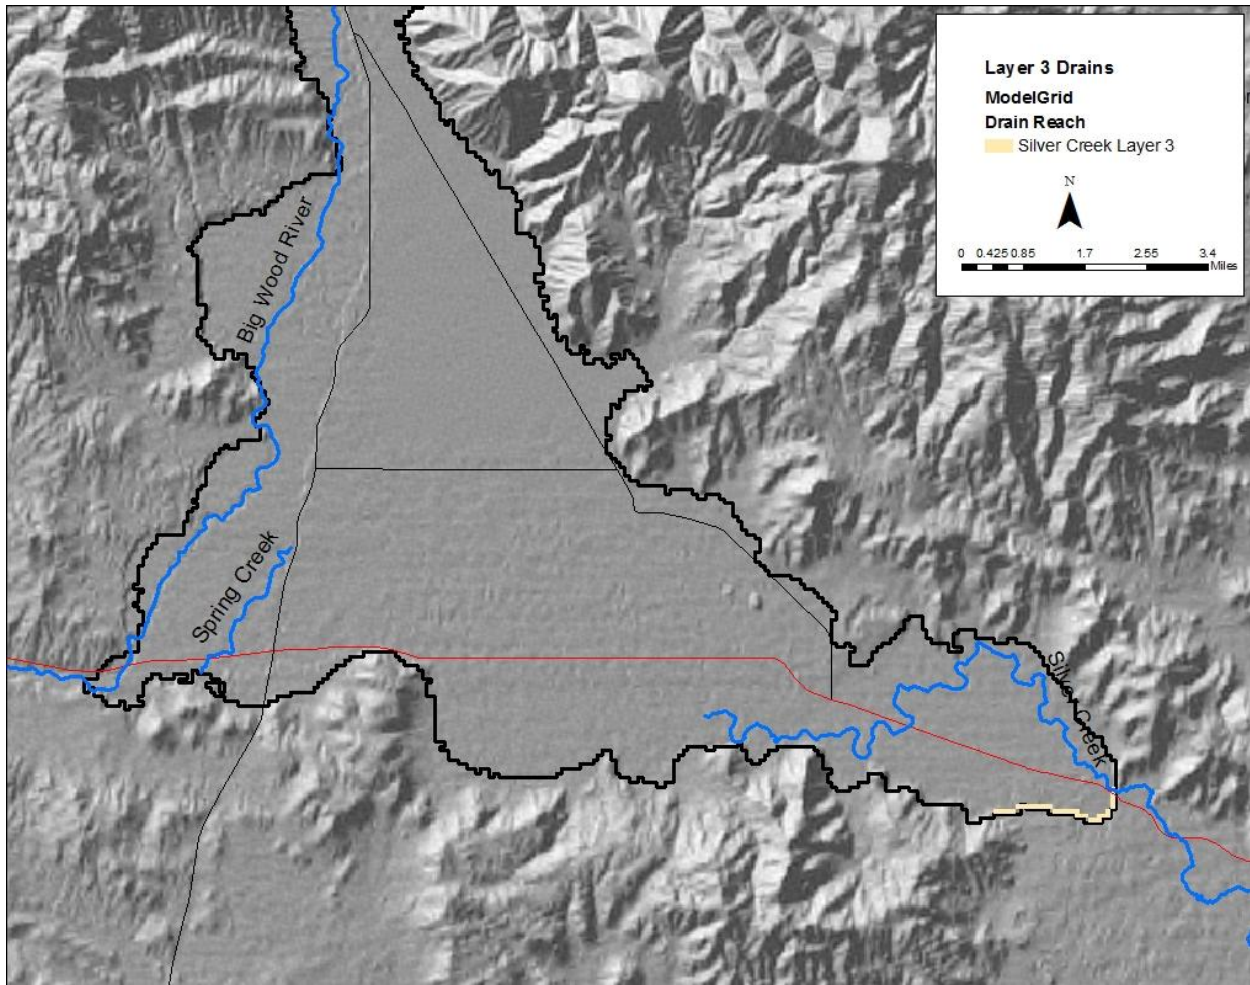 Layer 3 Drains
ModelGrid
Drain Reach
Silver Creek Layer 3
N
0 0.425 0.85 1.7 2.55 3.4
Miles
Big Wood River
Spring Creek
Silver Creek